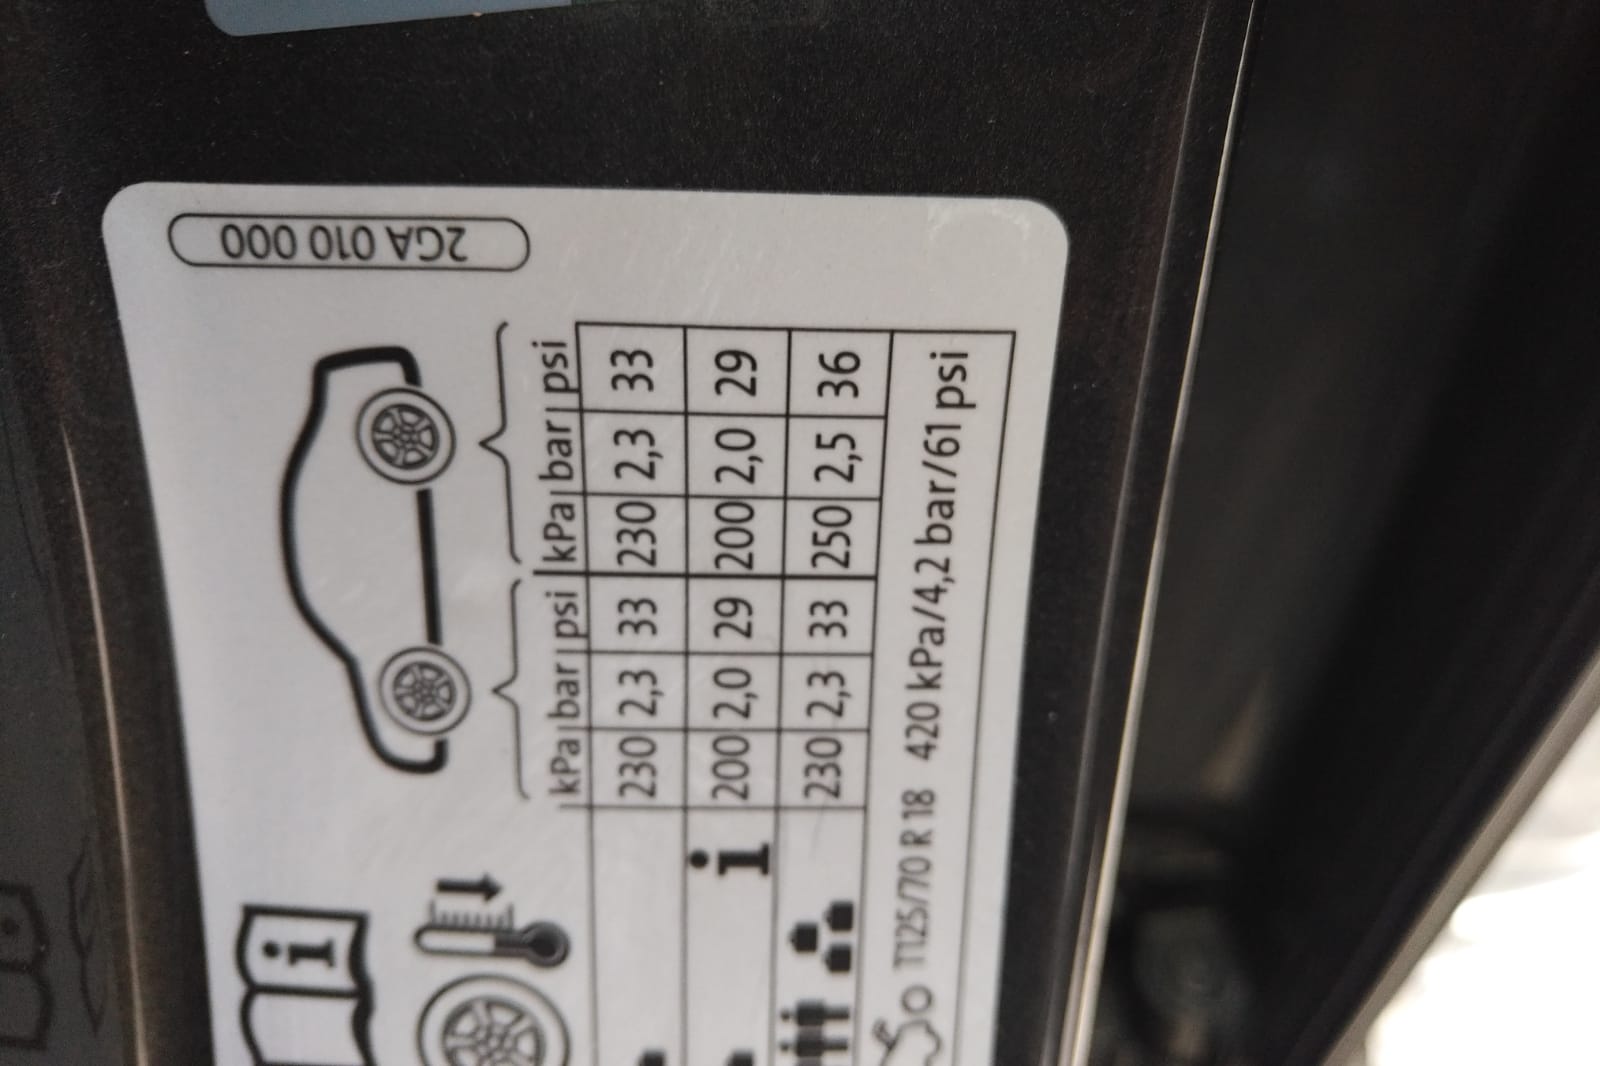 2GA 010 000
kPa bar psi kPa bar psi
230 2,3 33 230 2,3 33
i 200 2,0 29 200 2,0 29
230 2,3 33 250 2,5 36
T125/70 R 18 420 kPa/4,2 bar/61 psi
i